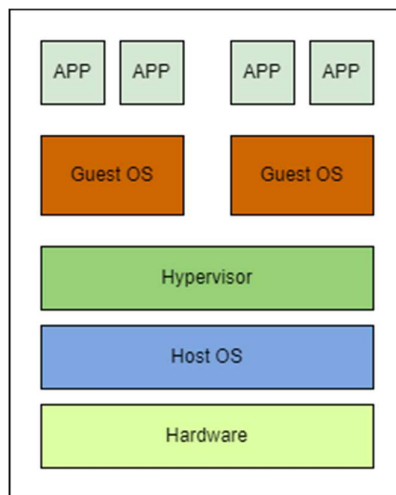 APP APP APP APP
Guest OS Guest OS
Hypervisor
Host OS
Hardware